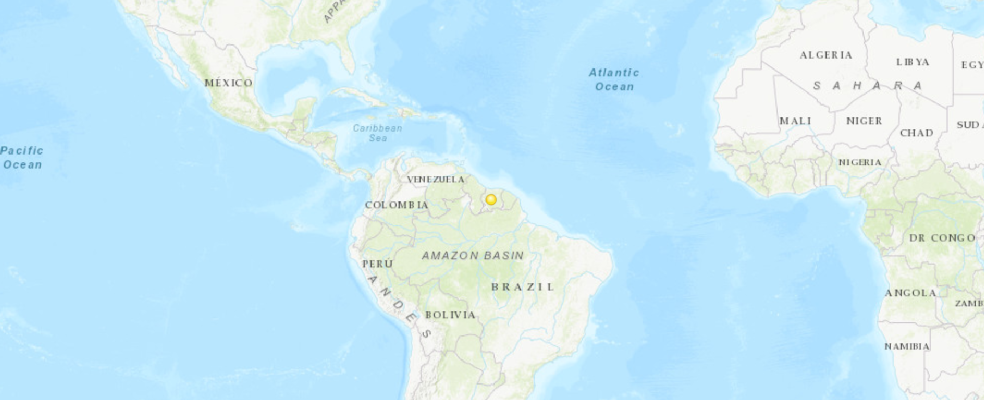 APPA
MÉXICO
Atlantic
Ocean
ALGERIA
LIBYA
EGY
SAHARA
Caribbean
Sea
MALI
NIGER
CHAD
SUDA
Pacific
Ocean
NIGERIA
VENEZUELA
COLOMBIA
DR CONGO
AMAZON BASIN
PERU
BRAZIL
ANDES
ANGOLA
ZAMB
BOLIVIA
NAMIBIA